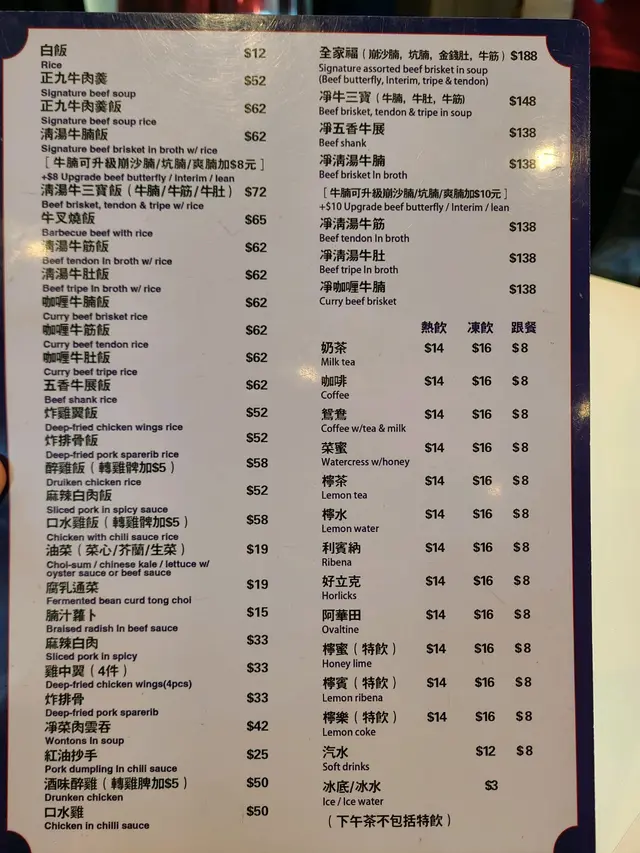 白飯 $12
Rice
正九牛肉羹 $52
Signature beef soup
正九牛肉羹飯 $62
Signature beef soup rice
清湯牛腩飯 $62
Signature beef brisket in broth w/ rice
[ 牛腩可升級崩沙腩/坑腩/爽腩加$8元 ]
+$8 Upgrade beef butterfly / Interim / lean
清湯牛三寶飯 ( 牛腩/牛筋/牛肚 ) $72
Beef brisket, tendon & tripe w/ rice
牛叉燒飯 $65
Barbecue beef with rice
清湯牛筋飯 $62
Beef tendon In broth w/ rice
清湯牛肚飯 $62
Beef tripe In broth w/ rice
咖喱牛腩飯 $62
Curry beef brisket rice
咖喱牛筋飯 $62
Curry beef tendon rice
咖喱牛肚飯 $62
Curry beef tripe rice
五香牛展飯 $62
Beef shank rice
炸雞翼飯 $52
Deep-fried chicken wings rice
炸排骨飯 $52
Deep-fried pork sparerib rice
醉雞飯 ( 轉雞髀加$5 ) $58
Druiken chicken rice
麻辣白肉飯 $52
Sliced pork in spicy sauce
口水雞飯 ( 轉雞髀加$5 ) $58
Chicken with chili sauce rice
油菜 ( 菜心/芥蘭/生菜 ) $19
Choi-sum / chinese kale / lettuce w/
oyster sauce or beef sauce
腐乳通菜 $19
Fermented bean curd tong choi
腩汁蘿卜 $15
Braised radish In beef sauce
麻辣白肉 $33
Sliced pork in spicy
雞中翼 ( 4件 ) $33
Deep-fried chicken wings(4pcs)
炸排骨 $33
Deep-fried pork sparerib
淨菜肉雲吞 $42
Wontons In soup
紅油抄手 $25
Pork dumpling In chili sauce
酒味醉雞 ( 轉雞脾加$5 ) $50
Drunken chicken
口水雞 $50
Chicken in chilli sauce
全家福 ( 崩沙腩, 坑腩, 金錢肚, 牛筋 ) $188
Signature assorted beef brisket in soup
(Beef butterfly, Interim, tripe & tendon)
淨牛三寶 ( 牛腩, 牛肚, 牛筋) $148
Beef brisket, tendon & tripe in soup
淨五香牛展 $138
Beef shank
淨清湯牛腩 $138
Beef brisket In broth
[ 牛腩可升級崩沙腩/坑腩/爽腩加$10元 ]
+$10 Upgrade beef butterfly / Interim / lean
淨清湯牛筋 $138
Beef tendon In broth
淨清湯牛肚 $138
Beef tripe In broth
淨咖喱牛腩 $138
Curry beef brisket
熱飲 凍飲 跟餐
奶茶 $14 $16 $8
Milk tea
咖啡 $14 $16 $8
Coffee
鴛鴦 $14 $16 $8
Coffee w/tea & milk
菜蜜 $14 $16 $8
Watercress w/honey
檸茶 $14 $16 $8
Lemon tea
檸水 $14 $16 $8
Lemon water
利賓納 $14 $16 $8
Ribena
好立克 $14 $16 $8
Horlicks
阿華田 $14 $16 $8
Ovaltine
檸蜜 ( 特飲 ) $14 $16 $8
Honey lime
檸賓 ( 特飲 ) $14 $16 $8
Lemon ribena
檸樂 ( 特飲 ) $14 $16 $8
Lemon coke
汽水 $12 $8
Soft drinks
冰底/冰水 $3
Ice / Ice water
( 下午茶不包括特飲 )